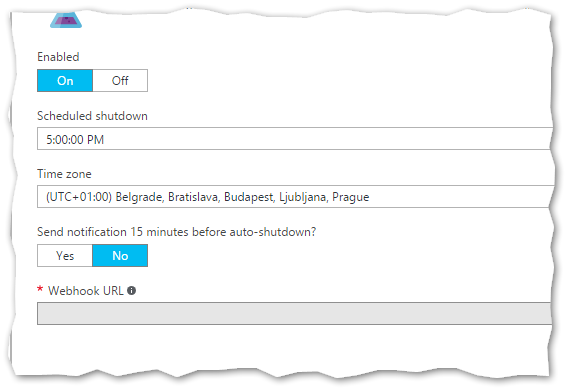 Enabled
On Off
Scheduled shutdown
5:00:00 PM
Time zone
(UTC+01:00) Belgrade, Bratislava, Budapest, Ljubljana, Prague
Send notification 15 minutes before auto-shutdown?
Yes No
* Webhook URL